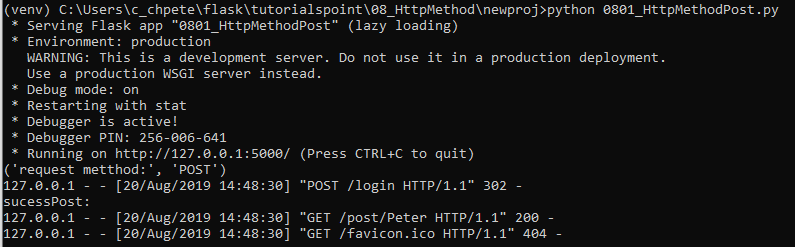 (venv) C:\Users\c_chpete\flask\tutorialspoint\08_HttpMethod\newproj>python 0801_HttpMethodPost.py
 * Serving Flask app "0801_HttpMethodPost" (lazy loading)
 * Environment: production
   WARNING: This is a development server. Do not use it in a production deployment.
   Use a production WSGI server instead.
 * Debug mode: on
 * Restarting with stat
 * Debugger is active!
 * Debugger PIN: 256-006-641
 * Running on http://127.0.0.1:5000/ (Press CTRL+C to quit)
('request metthod:', 'POST')
127.0.0.1 - - [20/Aug/2019 14:48:30] "POST /login HTTP/1.1" 302 -
sucessPost:
127.0.0.1 - - [20/Aug/2019 14:48:30] "GET /post/Peter HTTP/1.1" 200 -
127.0.0.1 - - [20/Aug/2019 14:48:30] "GET /favicon.ico HTTP/1.1" 404 -